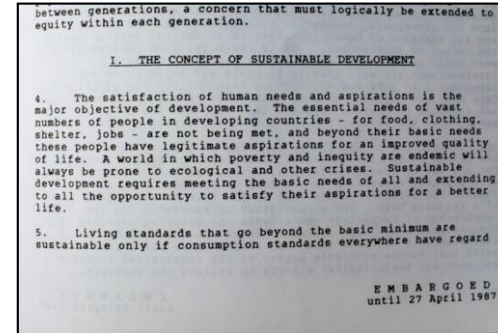 between generations, a concern that must logically be extended to
equity within each generation.
I. THE CONCEPT OF SUSTAINABLE DEVELOPMENT
4. The satisfaction of human needs and aspirations is the
major objective of development. The essential needs of vast
numbers of people in developing countries - for food, clothing,
shelter, jobs - are not being met, and beyond their basic needs
these people have legitimate aspirations for an improved quality
of life. A world in which poverty and inequity are endemic will
always be prone to ecological and other crises. Sustainable
development requires meeting the basic needs of all and extending
to all the opportunity to satisfy their aspirations for a better
life.
5. Living standards that go beyond the basic minimum are
sustainable only if consumption standards everywhere have regard
E M B A R G O E D
until 27 April 1987